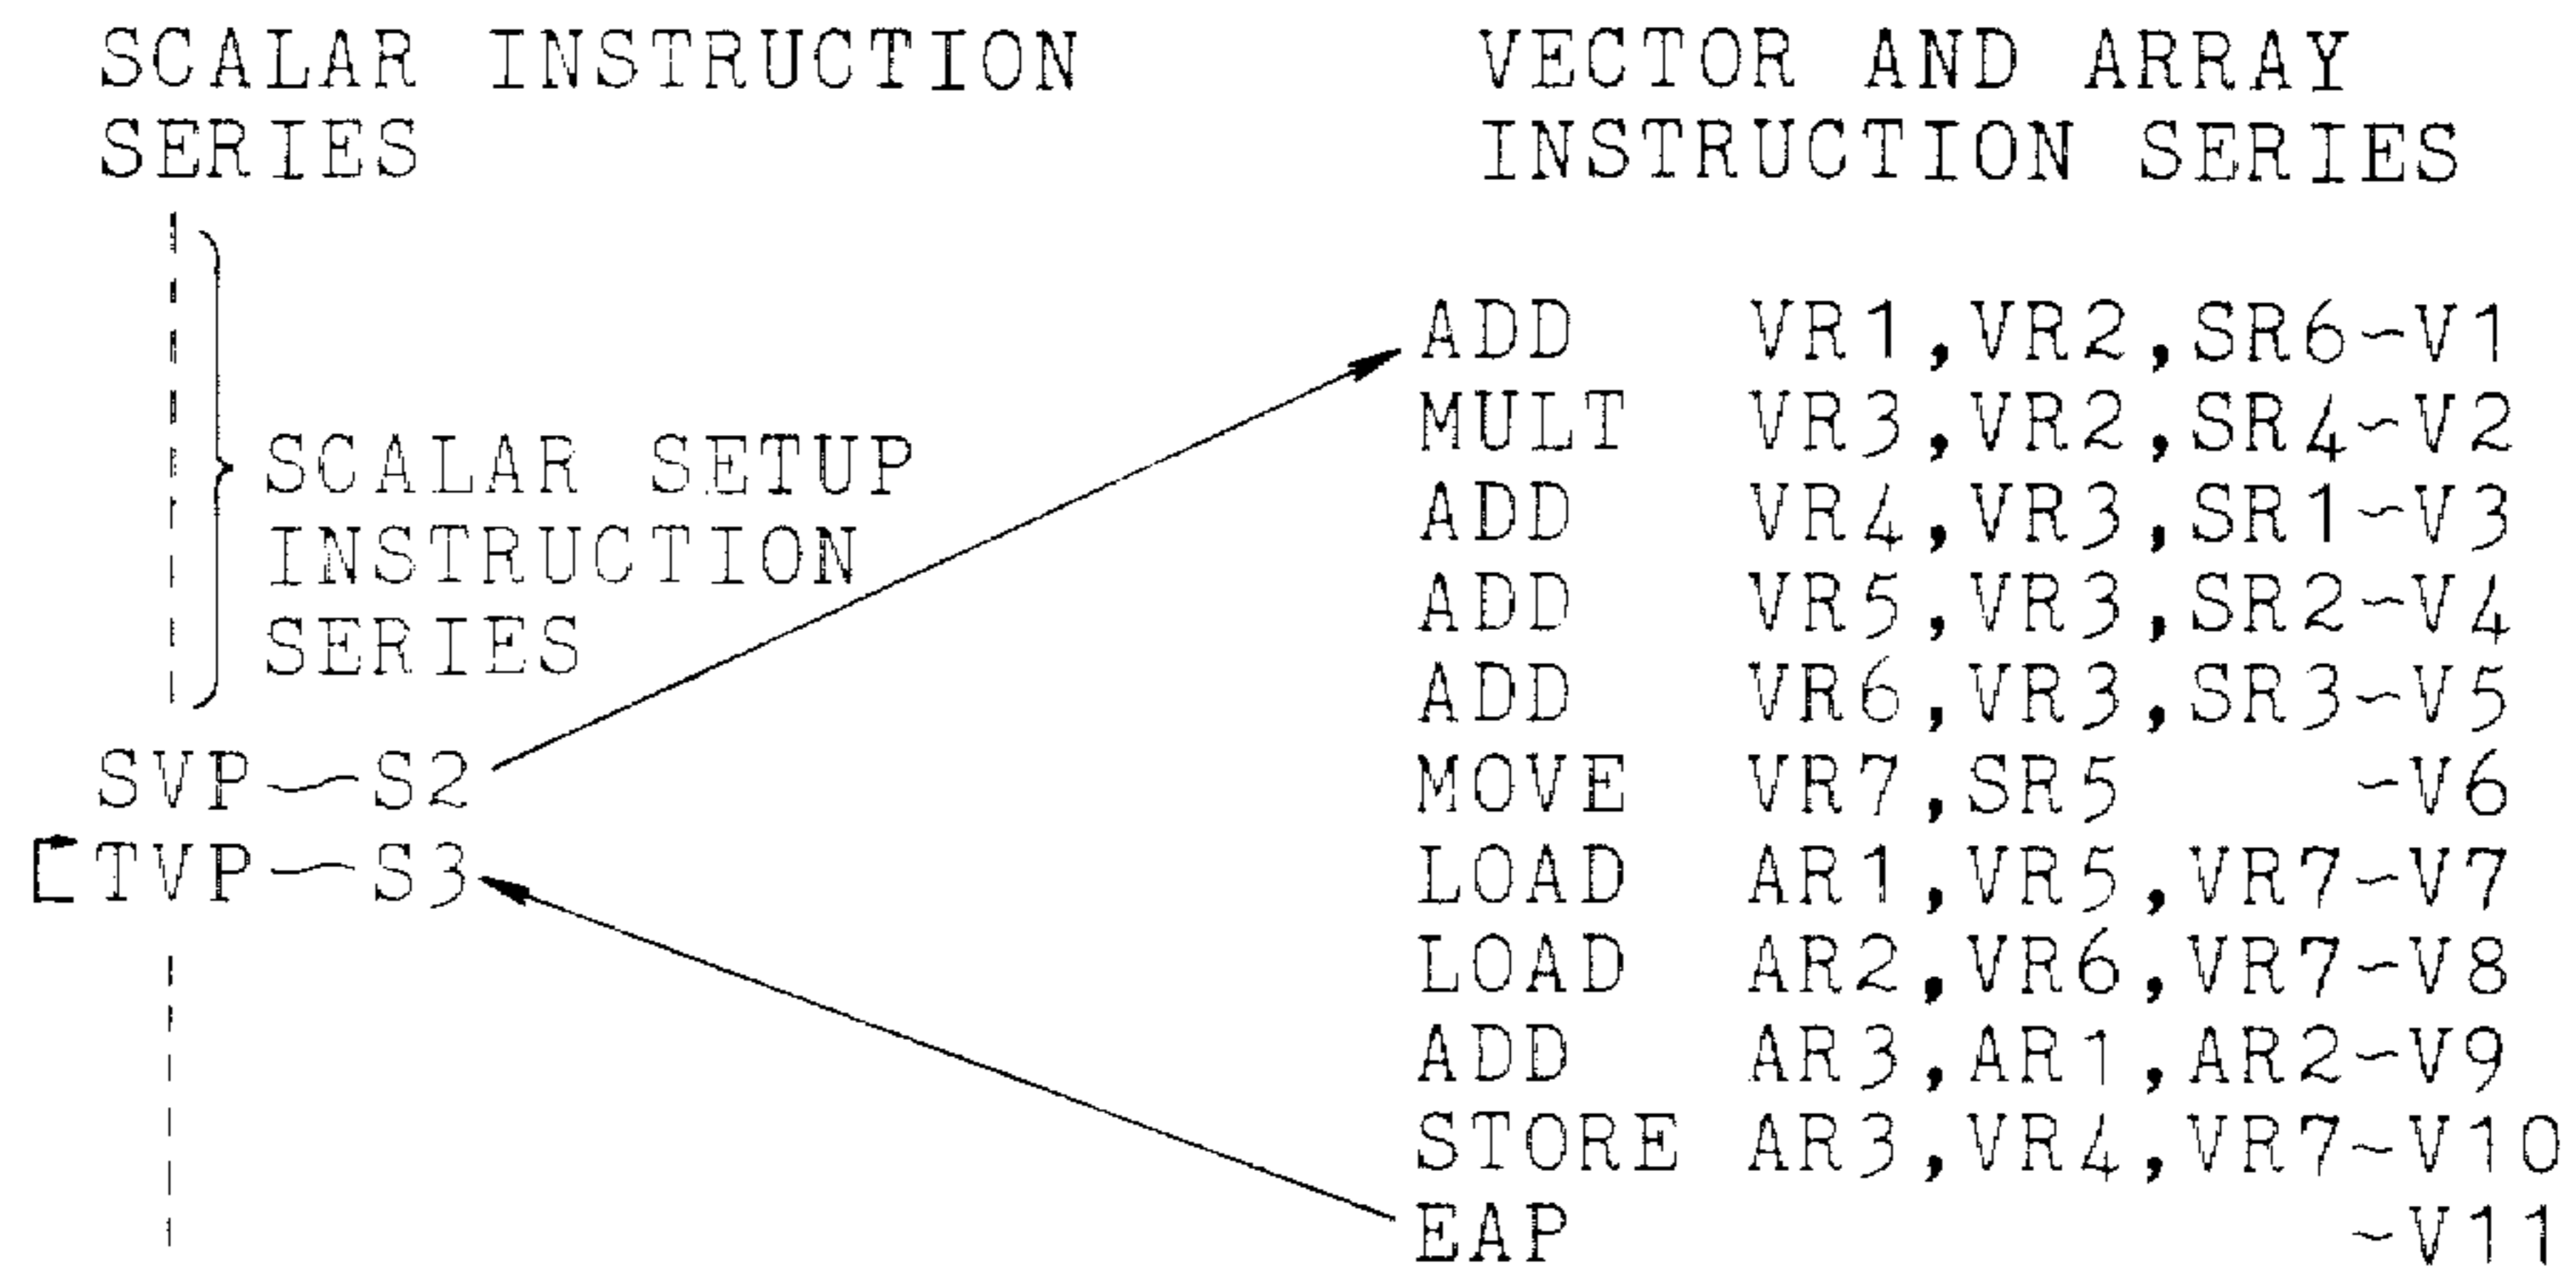 SCALAR INSTRUCTION
SERIES
SCALAR SETUP
INSTRUCTION
SERIES
SVP~S2
TVP~S3
VECTOR AND ARRAY
INSTRUCTION SERIES
ADD VR1,VR2,SR6~V1
MULT VR3,VR2,SR4~V2
ADD VR4,VR3,SR1~V3
ADD VR5,VR3,SR2~V4
ADD VR6,VR3,SR3~V5
MOVE VR7,SR5 ~V6
LOAD AR1,VR5,VR7~V7
LOAD AR2,VR6,VR7~V8
ADD AR3,AR1,AR2~V9
STORE AR3,VR4,VR7~V10
EAP ~V11